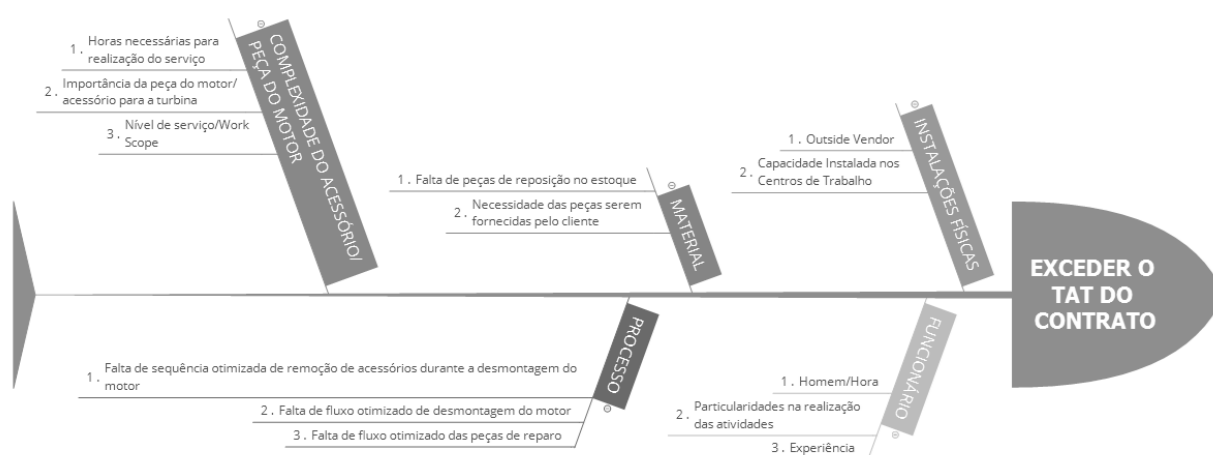 1. Horas necessárias para
realização do serviço
2. Importância da peça do motor/
acessório para a turbina
3. Nível de serviço/Work
Scope
COMPLEXIDADE DO ACESSÓRIO/
PEÇA DO MOTOR
1. Falta de peças de reposição no estoque
2. Necessidade das peças serem
fornecidas pelo cliente
MATERIAL
1. Outside Vendor
2. Capacidade Instalada nos
Centros de Trabalho
INSTALAÇÕES FÍSICAS
EXCEDER O
TAT DO
CONTRATO
1. Falta de sequência otimizada de remoção de acessórios durante a desmontagem do
motor
2. Falta de fluxo otimizado de desmontagem do motor
3. Falta de fluxo otimizado das peças de reparo
PROCESSO
1. Homem/Hora
2. Particularidades na realização
das atividades
3. Experiência
FUNCIONÁRIO